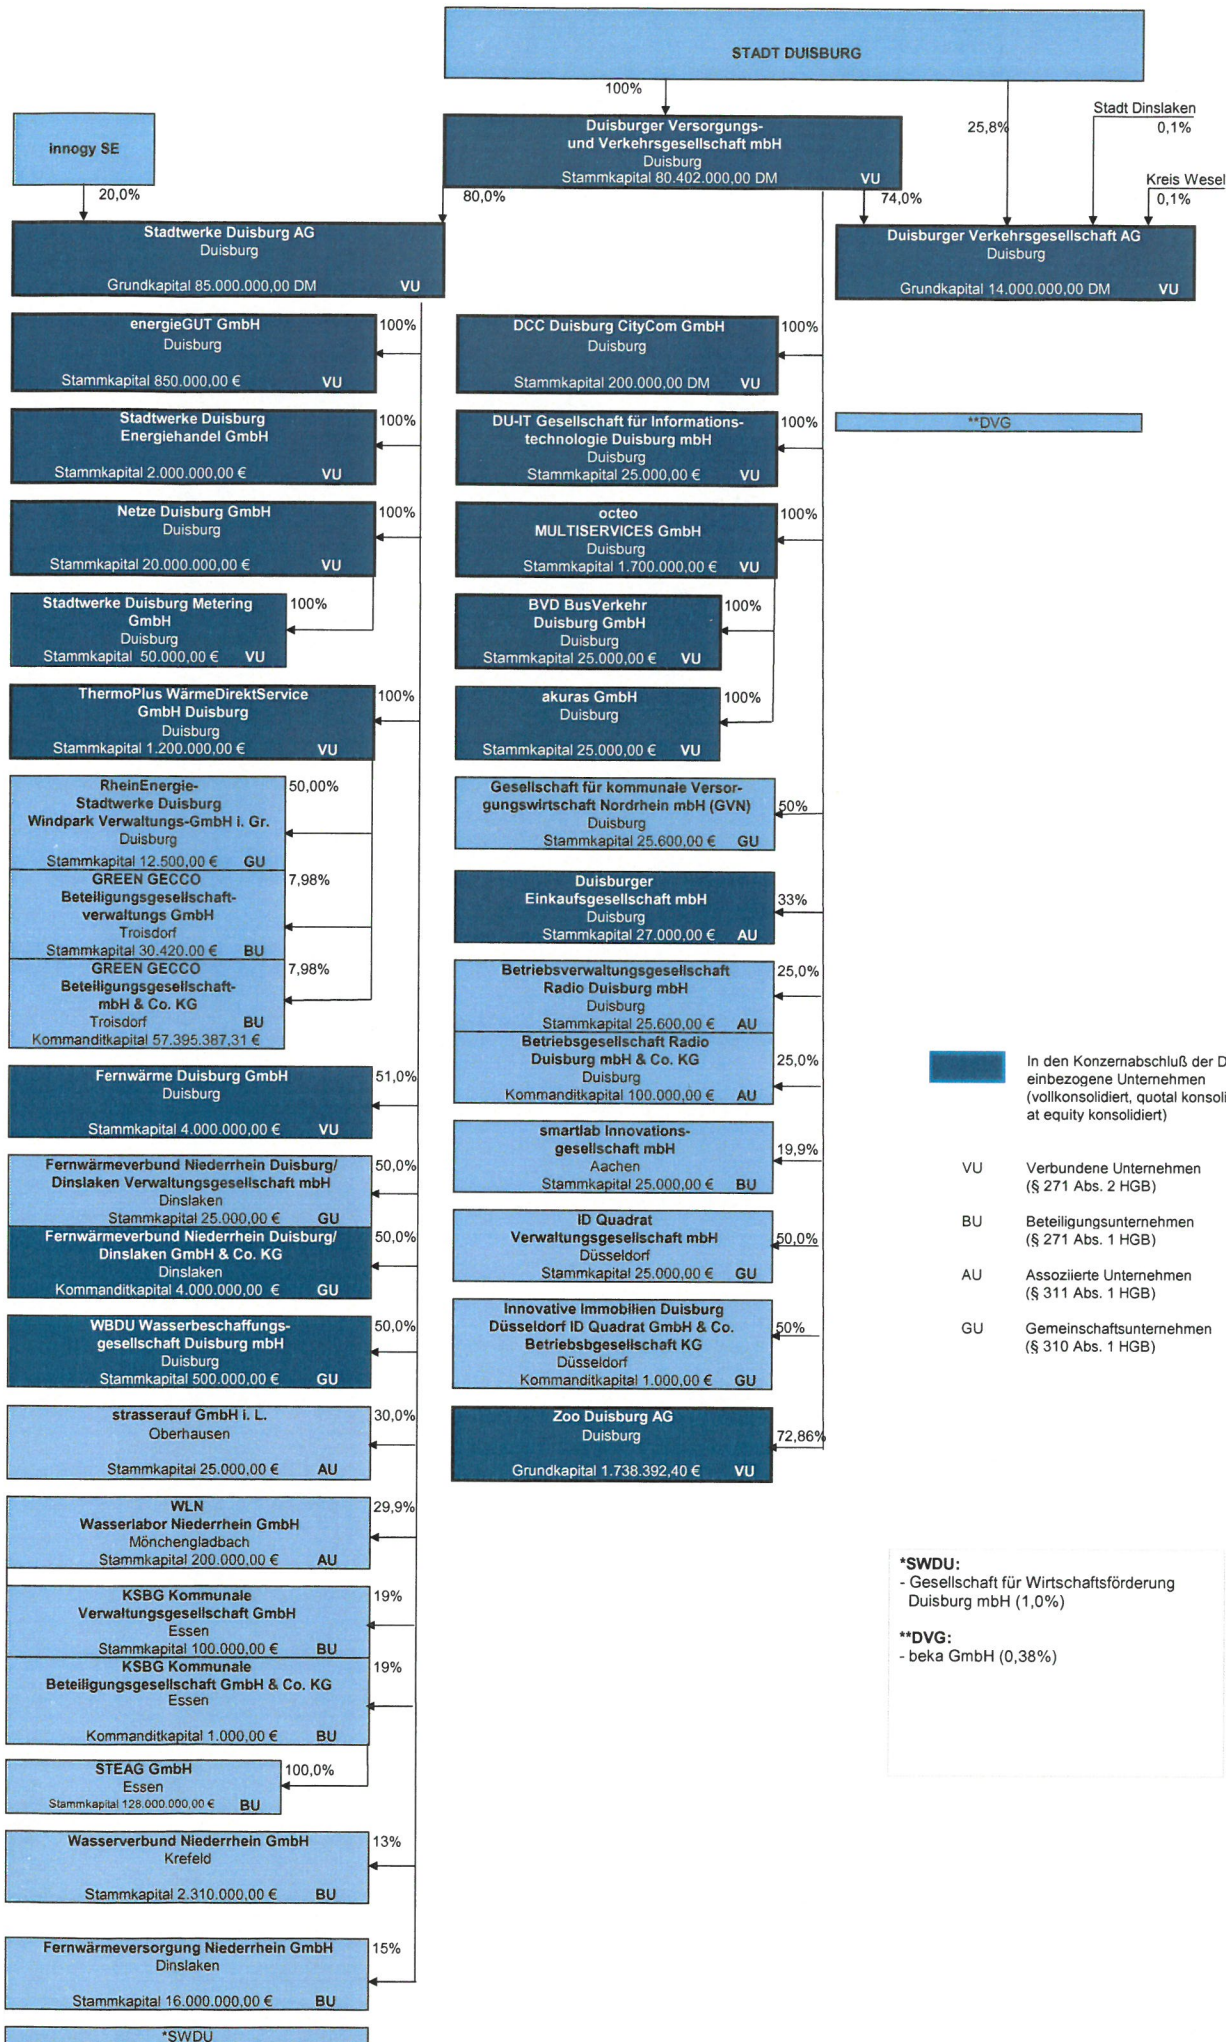 STADT DUISBURG
100%
25,8%
Stadt Dinslaken
0,1%
Kreis Wesel
0,1%
innogy SE
20,0%
Duisburger Versorgungs-
und Verkehrsgesellschaft mbH
Duisburg
Stammkapital 80.402.000,00 DM VU
80,0%
74,0%
Stadtwerke Duisburg AG
Duisburg
Grundkapital 85.000.000,00 DM VU
Duisburger Verkehrsgesellschaft AG
Duisburg
Grundkapital 14.000.000,00 DM VU
energieGUT GmbH
Duisburg
Stammkapital 850.000,00 € VU
100%
Stadtwerke Duisburg
Energiehandel GmbH
Stammkapital 2.000.000,00 € VU
100%
Netze Duisburg GmbH
Duisburg
Stammkapital 20.000.000,00 € VU
100%
Stadtwerke Duisburg Metering
GmbH
Duisburg
Stammkapital 50.000,00 € VU
100%
ThermoPlus WärmeDirektService
GmbH Duisburg
Duisburg
Stammkapital 1.200.000,00 € VU
100%
RheinEnergie-
Stadtwerke Duisburg
Windpark Verwaltungs-GmbH i. Gr.
Duisburg
Stammkapital 12.500,00 € GU
50,00%
GREEN GECCO
Beteiligungsgesellschaft-
verwaltungs GmbH
Troisdorf
Stammkapital 30.420.00 € BU
7,98%
GREEN GECCO
Beteiligungsgesellschaft-
mbH & Co. KG
Troisdorf BU
Kommanditkapital 57.395.387,31 €
7,98%
Fernwärme Duisburg GmbH
Duisburg
Stammkapital 4.000.000,00 € VU
51,0%
Fernwärmeverbund Niederrhein Duisburg/
Dinslaken Verwaltungsgesellschaft mbH
Dinslaken
Stammkapital 25.000,00 € GU
50,0%
Fernwärmeverbund Niederrhein Duisburg/
Dinslaken GmbH & Co. KG
Dinslaken
Kommanditkapital 4.000.000,00 € GU
50,0%
WBDU Wasserbeschaffungs-
gesellschaft Duisburg mbH
Duisburg
Stammkapital 500.000,00 € GU
50,0%
strasserauf GmbH i. L.
Oberhausen
Stammkapital 25.000,00 € AU
30,0%
WLN
Wasserlabor Niederrhein GmbH
Mönchengladbach
Stammkapital 200.000,00 € AU
29,9%
KSBG Kommunale
Verwaltungsgesellschaft GmbH
Essen
Stammkapital 100.000,00 € BU
19%
KSBG Kommunale
Beteiligungsgesellschaft GmbH & Co. KG
Essen
Kommanditkapital 1.000,00 € BU
19%
STEAG GmbH
Essen
Stammkapital 128.000.000,00 € BU
100,0%
Wasserverbund Niederrhein GmbH
Krefeld
Stammkapital 2.310.000,00 € BU
13%
Fernwärmeversorgung Niederrhein GmbH
Dinslaken
Stammkapital 16.000.000,00 € BU
15%
*SWDU
DCC Duisburg CityCom GmbH
Duisburg
Stammkapital 200.000,00 DM VU
100%
DU-IT Gesellschaft für Informations-
technologie Duisburg mbH
Duisburg
Stammkapital 25.000,00 € VU
100%
octeo
MULTISERVICES GmbH
Duisburg
Stammkapital 1.700.000,00 € VU
100%
BVD BusVerkehr
Duisburg GmbH
Duisburg
Stammkapital 25.000,00 € VU
100%
akuras GmbH
Duisburg
Stammkapital 25.000,00 € VU
100%
Gesellschaft für kommunale Versor-
gungswirtschaft Nordrhein mbH (GVN)
Duisburg
Stammkapital 25.600,00 € GU
50%
Duisburger
Einkaufsgesellschaft mbH
Duisburg
Stammkapital 27.000,00 € AU
33%
Betriebsverwaltungsgesellschaft
Radio Duisburg mbH
Duisburg
Stammkapital 25.600,00 € AU
25,0%
Betriebsgesellschaft Radio
Duisburg mbH & Co. KG
Duisburg
Kommanditkapital 100.000,00 € AU
25,0%
smartlab Innovations-
gesellschaft mbH
Aachen
Stammkapital 25.000,00 € BU
19,9%
ID Quadrat
Verwaltungsgesellschaft mbH
Düsseldorf
Stammkapital 25.000,00 € GU
50,0%
Innovative Immobilien Duisburg
Düsseldorf ID Quadrat GmbH & Co.
Betriebsbgesellschaft KG
Düsseldorf
Kommanditkapital 1.000,00 € GU
50%
Zoo Duisburg AG
Duisburg
Grundkapital 1.738.392,40 € VU
72,86%
**DVG
In den Konzernabschluß der D
einbezogene Unternehmen
(vollkonsolidiert, quotal konsoli
at equity konsolidiert)
VU Verbundene Unternehmen
(§ 271 Abs. 2 HGB)
BU Beteiligungsunternehmen
(§ 271 Abs. 1 HGB)
AU Assoziierte Unternehmen
(§ 311 Abs. 1 HGB)
GU Gemeinschaftsunternehmen
(§ 310 Abs. 1 HGB)
*SWDU:
- Gesellschaft für Wirtschaftsförderung
Duisburg mbH (1,0%)
**DVG:
- beka GmbH (0,38%)